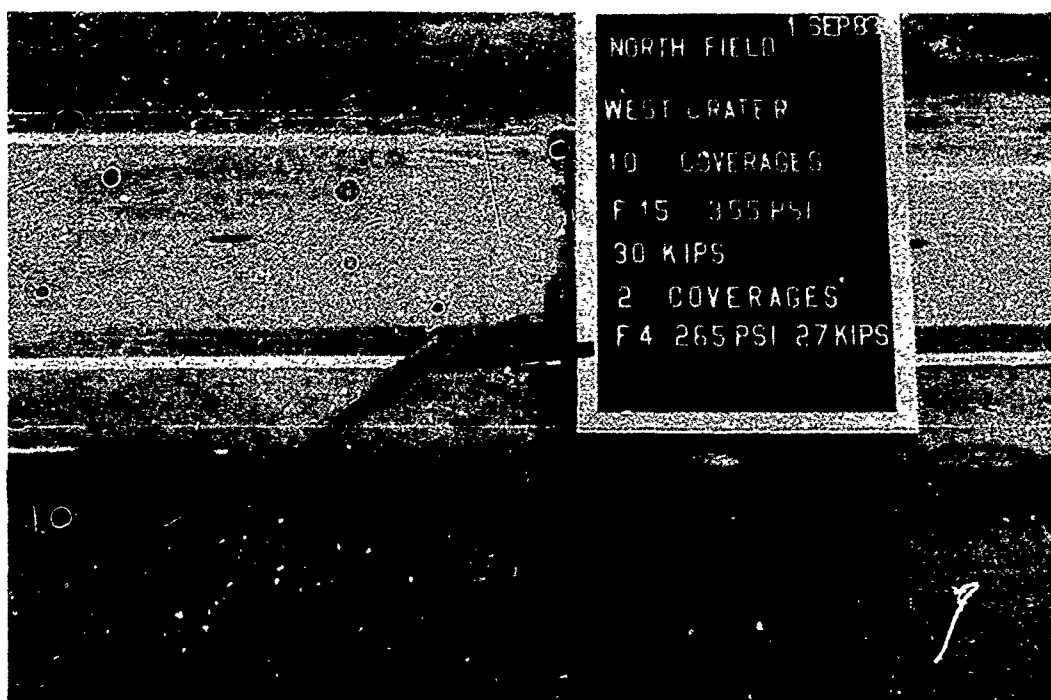 1 SEP 83
NORTH FIELD
WEST CRATER
10 COVERAGES
F 15 355 PSI
30 KIPS
2 COVERAGES
F 4 265 PSI 27 KIPS